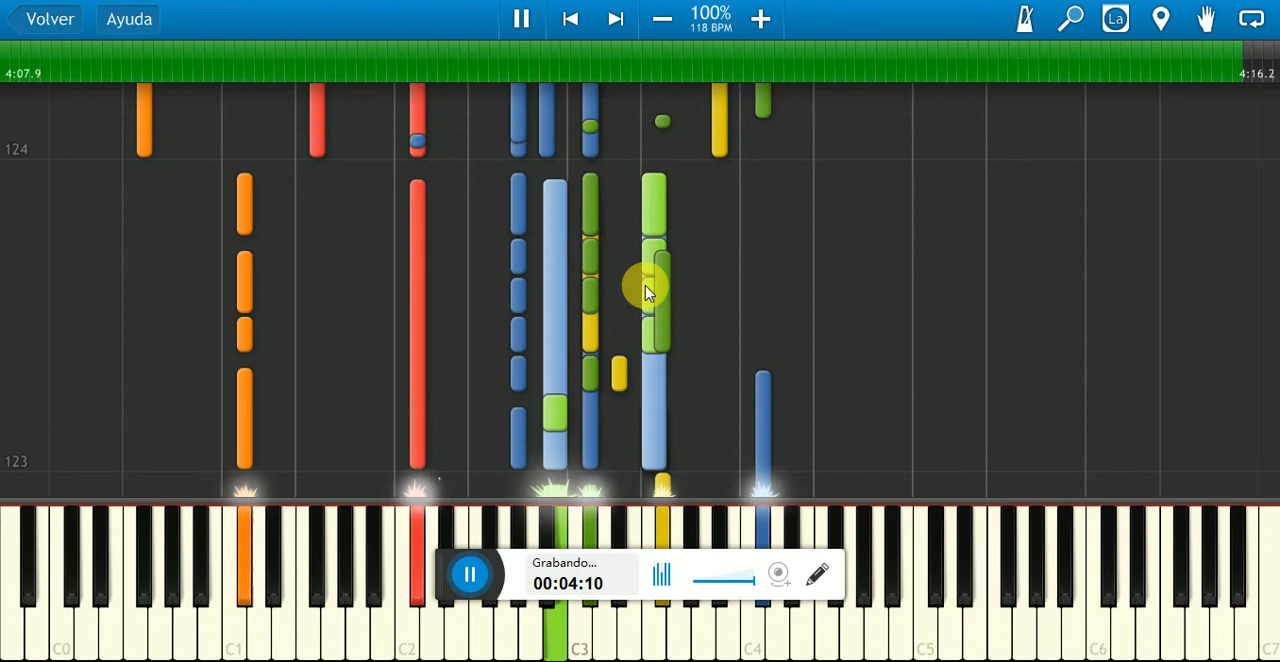 Volver
Ayuda
100%
118 BPM
La
4:07.9
4:16.2
124
123
Grabando...
00:04:10
C0
C1
C2
C3
C4
C5
C6
C7